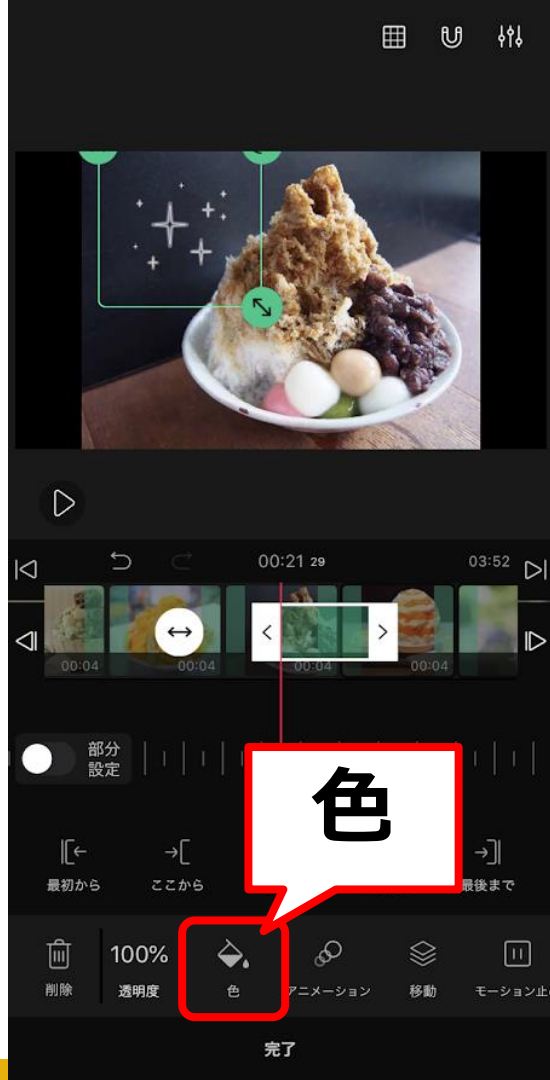 00:21 29
03:52
00:04
00:04
00:04
00:04
部分
設定
色
最初から
ここから
最後まで
100%
削除
透明度
色
アニメーション
移動
モーション止
完了